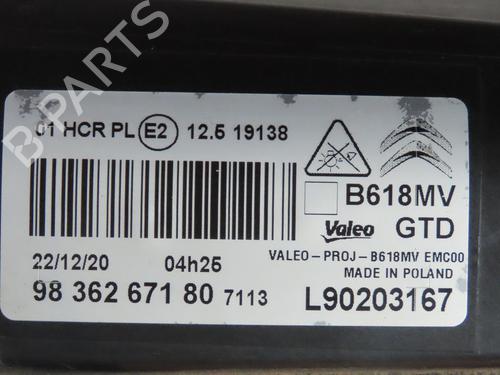 B PARTS
01 HCR PL E2 12.5 19138
B618MV
Valeo GTD
22/12/20 04h25
VALEO-PROJ-B618MV EMC00
MADE IN POLAND
98 362 671 80 7113
L90203167